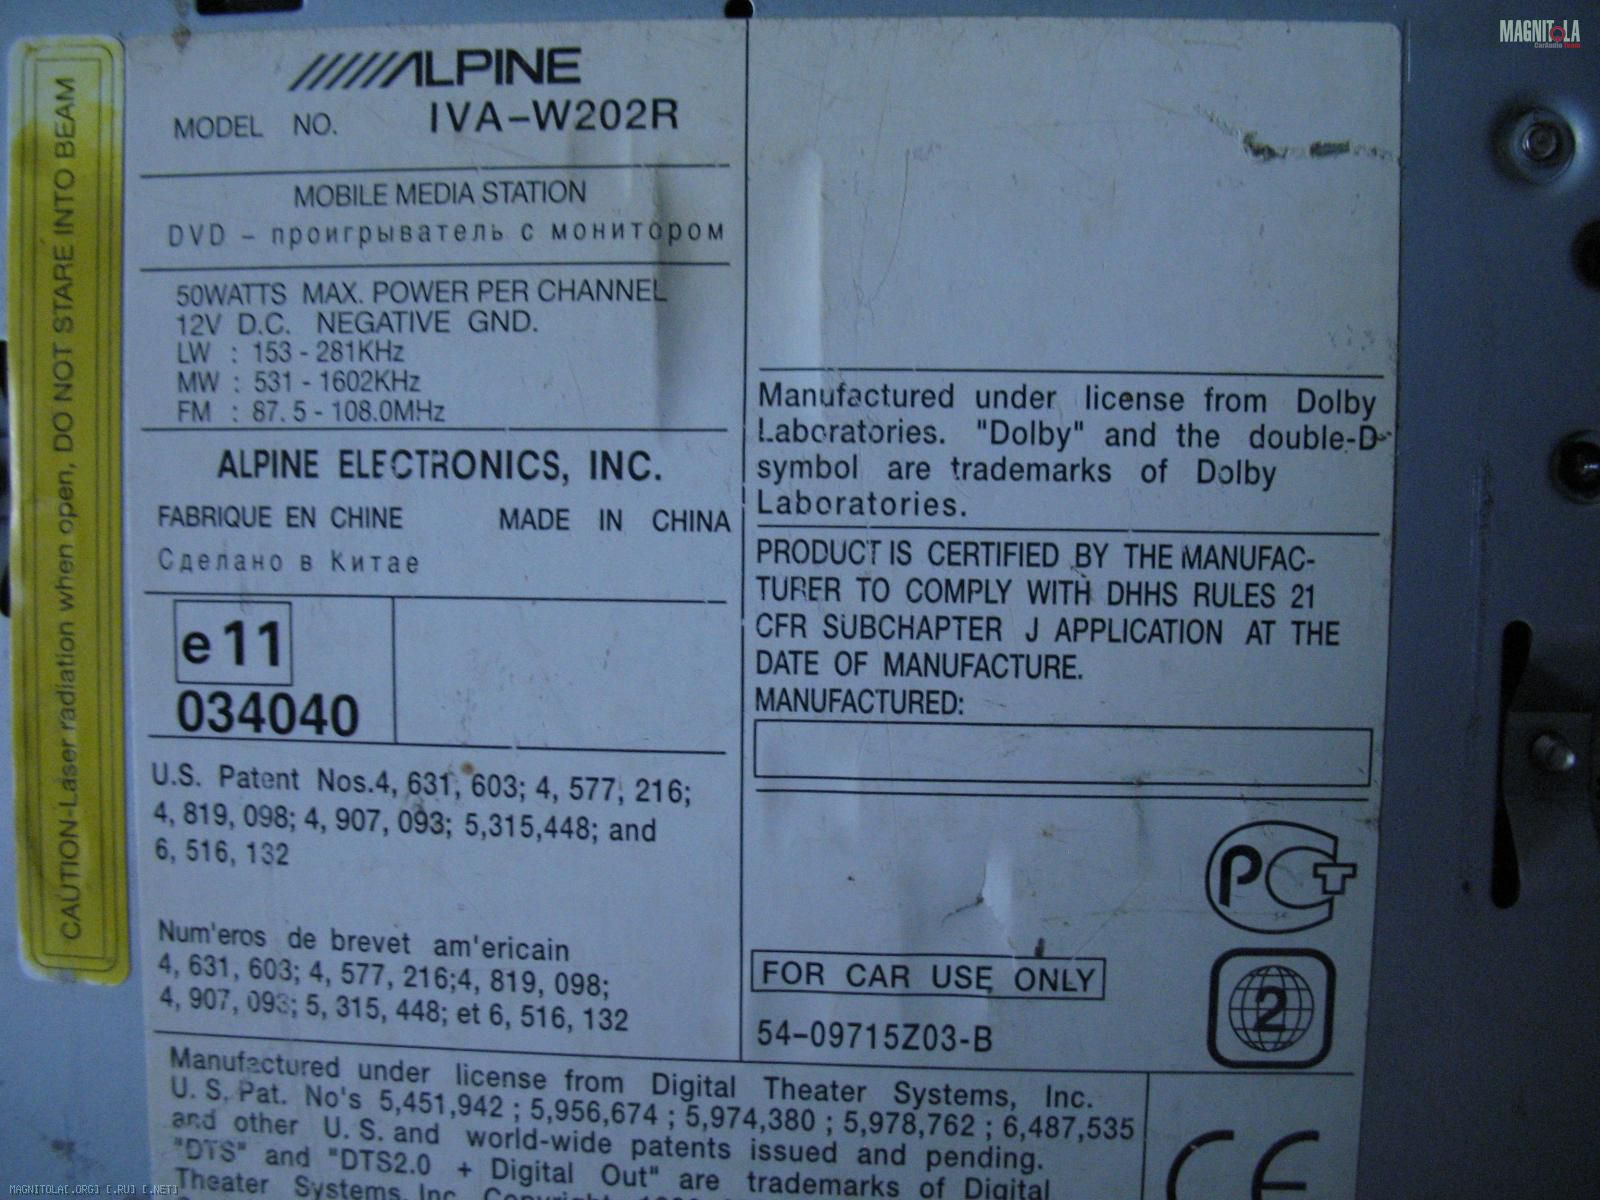 CAUTION-Laser radiation when open, DO NOT STARE INTO BEAM
ALPINE
MODEL NO. IVA-W202R
MOBILE MEDIA STATION
DVD - проигрыватель с монитором
50WATTS MAX. POWER PER CHANNEL
12V D.C. NEGATIVE GND.
LW : 153 - 281KHz
MW : 531 - 1602KHz
FM : 87.5 - 108.0MHz
ALPINE ELECTRONICS, INC.
FABRIQUE EN CHINE MADE IN CHINA
Сделано в Китае
e11
034040
U.S. Patent Nos.4, 631, 603; 4, 577, 216;
4, 819, 098; 4, 907, 093; 5,315,448; and
6, 516, 132
Num'eros de brevet am'ericain
4, 631, 603; 4, 577, 216;4, 819, 098;
4, 907, 093; 5, 315, 448; et 6, 516, 132
Manufactured under license from Dolby
Laboratories. "Dolby" and the double-D
symbol are trademarks of Dolby
Laboratories.
PRODUCT IS CERTIFIED BY THE MANUFAC-
TURER TO COMPLY WITH DHHS RULES 21
CFR SUBCHAPTER J APPLICATION AT THE
DATE OF MANUFACTURE.
MANUFACTURED:
РСТ
FOR CAR USE ONLY
2
54-09715Z03-B
Manufactured under license from Digital Theater Systems, Inc.
U. S. Pat. No's 5,451,942 ; 5,956,674 ; 5,974,380 ; 5,978,762 ; 6,487,535
and other U. S. and world-wide patents issued and pending.
"DTS" and "DTS2.0 + Digital Out" are trademarks of Digital
Theater Systems, Inc.
CE
MAGNITOLA
CarAudio Team
MAGNITOLA[.ORG] [.RU] [.NET]